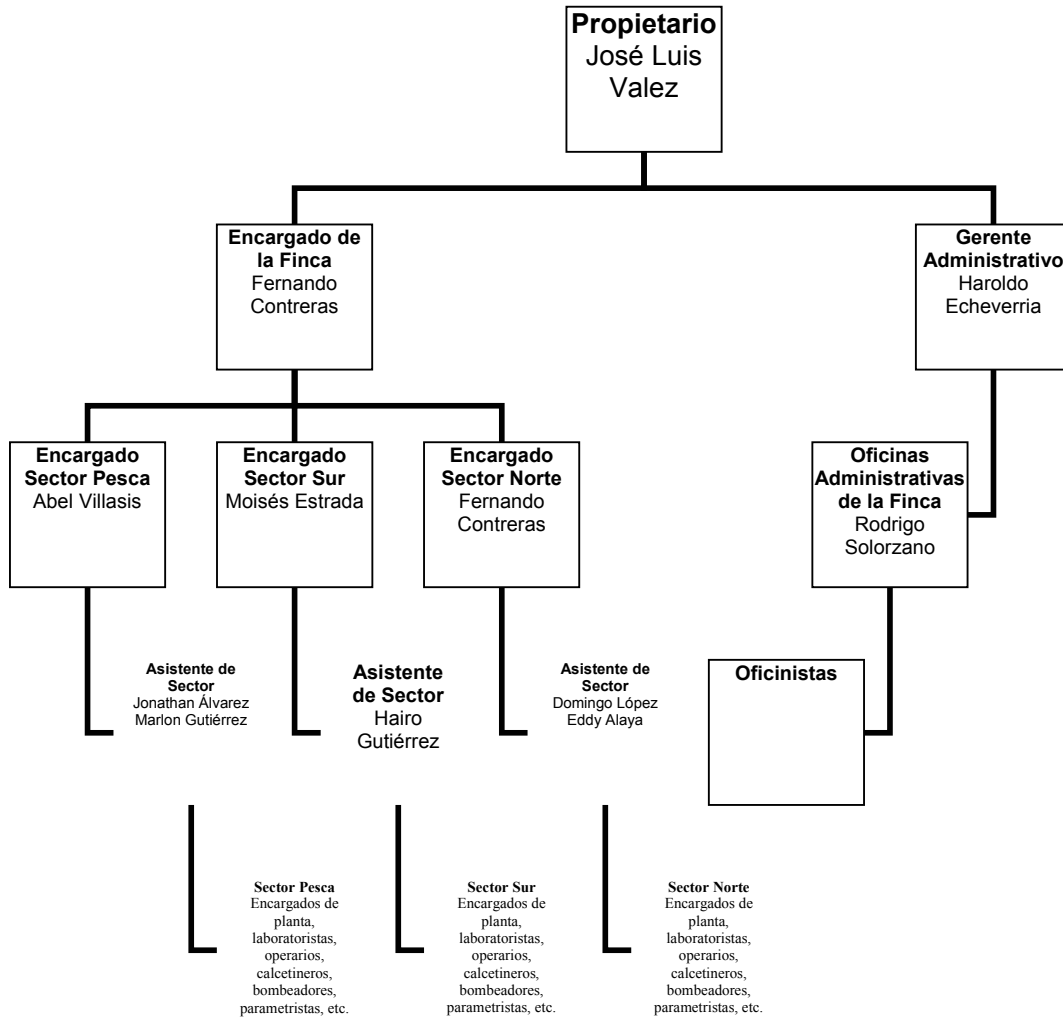 Propietario
José Luis
Valez
Encargado de
la Finca
Fernando
Contreras
Gerente
Administrativo
Haroldo
Echeverria
Encargado
Sector Pesca
Abel Villasis
Encargado
Sector Sur
Moisés Estrada
Encargado
Sector Norte
Fernando
Contreras
Oficinas
Administrativas
de la Finca
Rodrigo
Solorzano
Asistente de
Sector
Jonathan Álvarez
Marlon Gutiérrez
Asistente
de Sector
Hairo
Gutiérrez
Asistente de
Sector
Domingo López
Eddy Alaya
Oficinistas
Sector Pesca
Encargados de
planta,
laboratoristas,
operarios,
calcetineros,
bombeadores,
parametristas, etc.
Sector Sur
Encargados de
planta,
laboratoristas,
operarios,
calcetineros,
bombeadores,
parametristas, etc.
Sector Norte
Encargados de
planta,
laboratoristas,
operarios,
calcetineros,
bombeadores,
parametristas, etc.